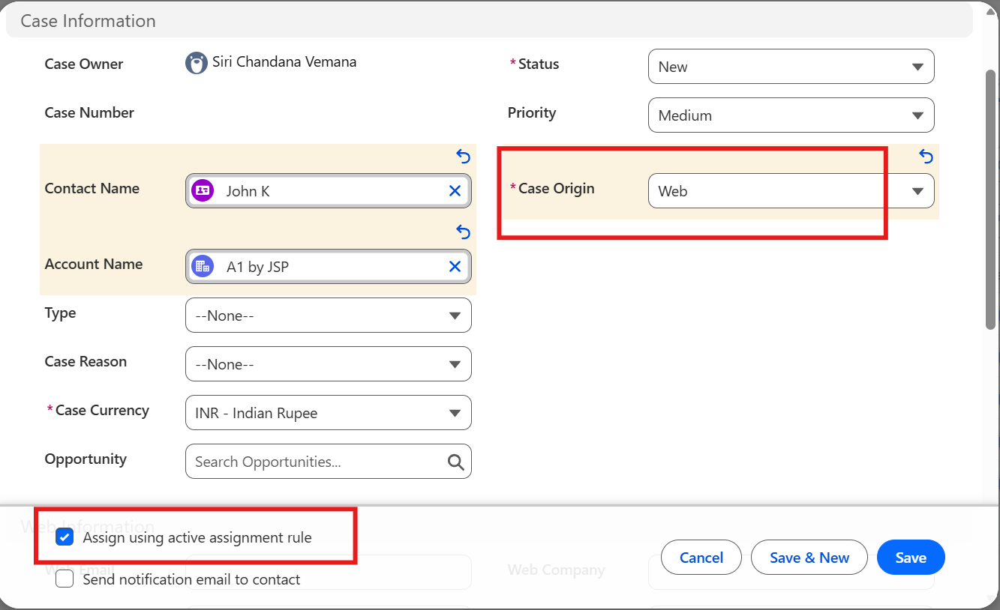 Case Information
Case Owner
Siri Chandana Vemana
*Status
New
Case Number
Priority
Medium
Contact Name
John K
*Case Origin
Web
Account Name
A1 by JSP
Type
--None--
Case Reason
--None--
*Case Currency
INR - Indian Rupee
Opportunity
Search Opportunities...
Web Information
Assign using active assignment rule
Cancel
Save & New
Save
Web Email
Web Company
Send notification email to contact